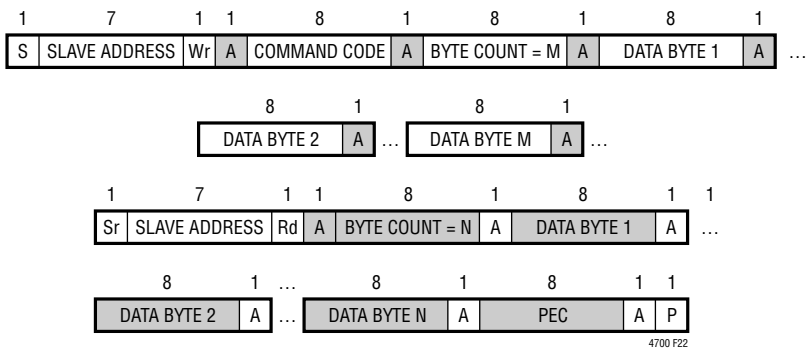 1 7 1 1 8 1 8 1 8 1
S SLAVE ADDRESS Wr A COMMAND CODE A BYTE COUNT = M A DATA BYTE 1 A …
8 1 8 1
DATA BYTE 2 A … DATA BYTE M A …
1 7 1 1 8 1 8 1 1
Sr SLAVE ADDRESS Rd A BYTE COUNT = N A DATA BYTE 1 A …
8 1 … 8 1 8 1 1
DATA BYTE 2 A … DATA BYTE N A PEC A P
4700 F22